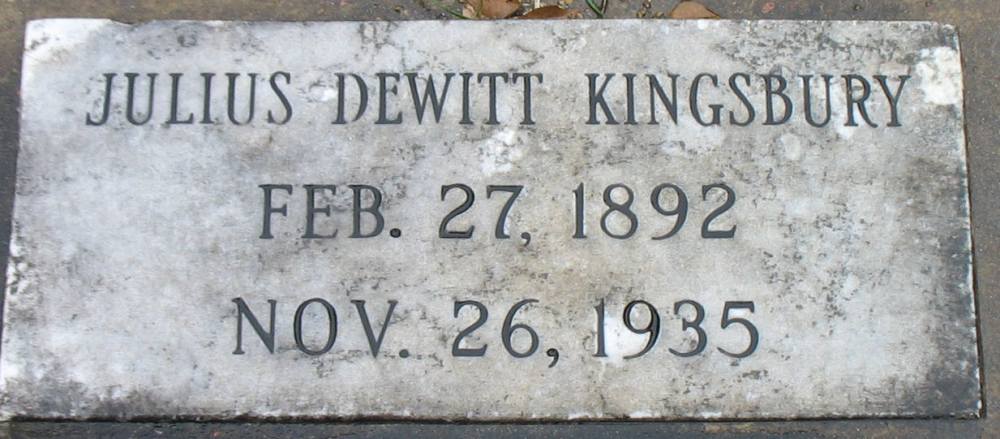 JULIUS DEWITT KINGSBURY
FEB. 27, 1892
NOV. 26, 1935